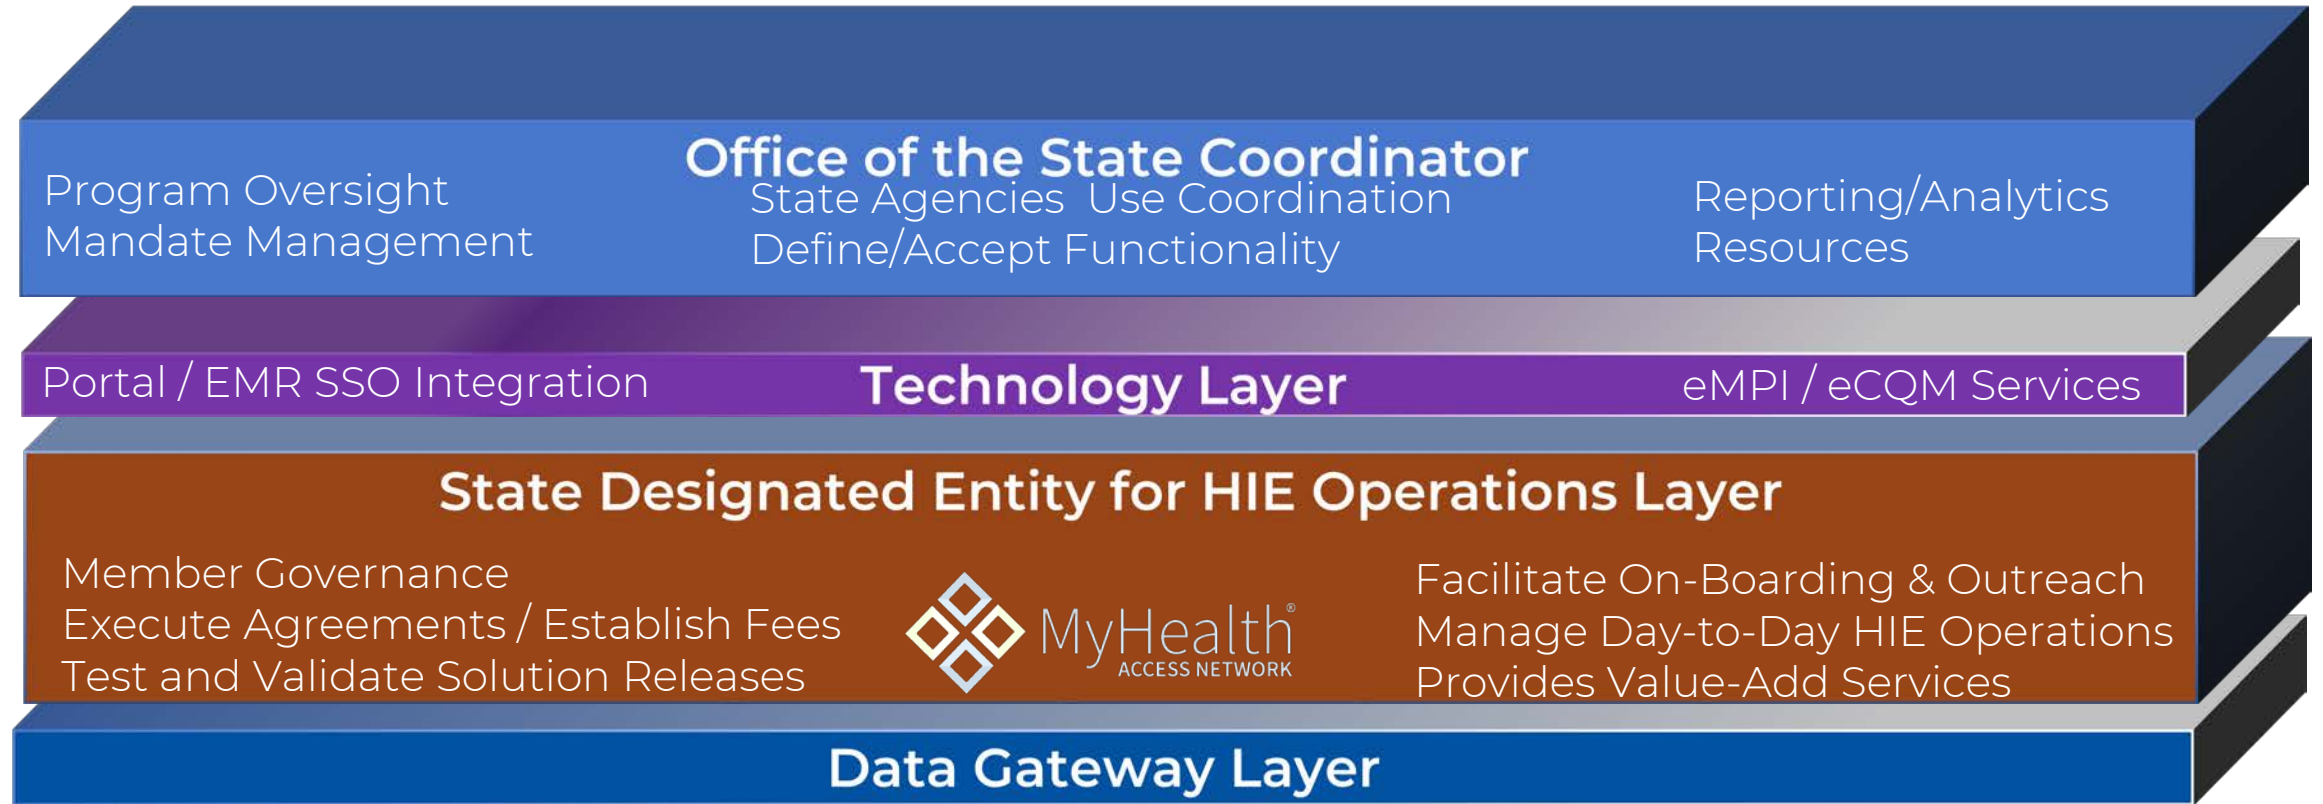 Office of the State Coordinator
Program Oversight
Mandate Management
State Agencies Use Coordination
Define/Accept Functionality
Reporting/Analytics
Resources
Portal / EMR SSO Integration
Technology Layer
eMPI / eCQM Services
State Designated Entity for HIE Operations Layer
Member Governance
Execute Agreements / Establish Fees
Test and Validate Solution Releases
MyHealth®
ACCESS NETWORK
Facilitate On-Boarding & Outreach
Manage Day-to-Day HIE Operations
Provides Value-Add Services
Data Gateway Layer